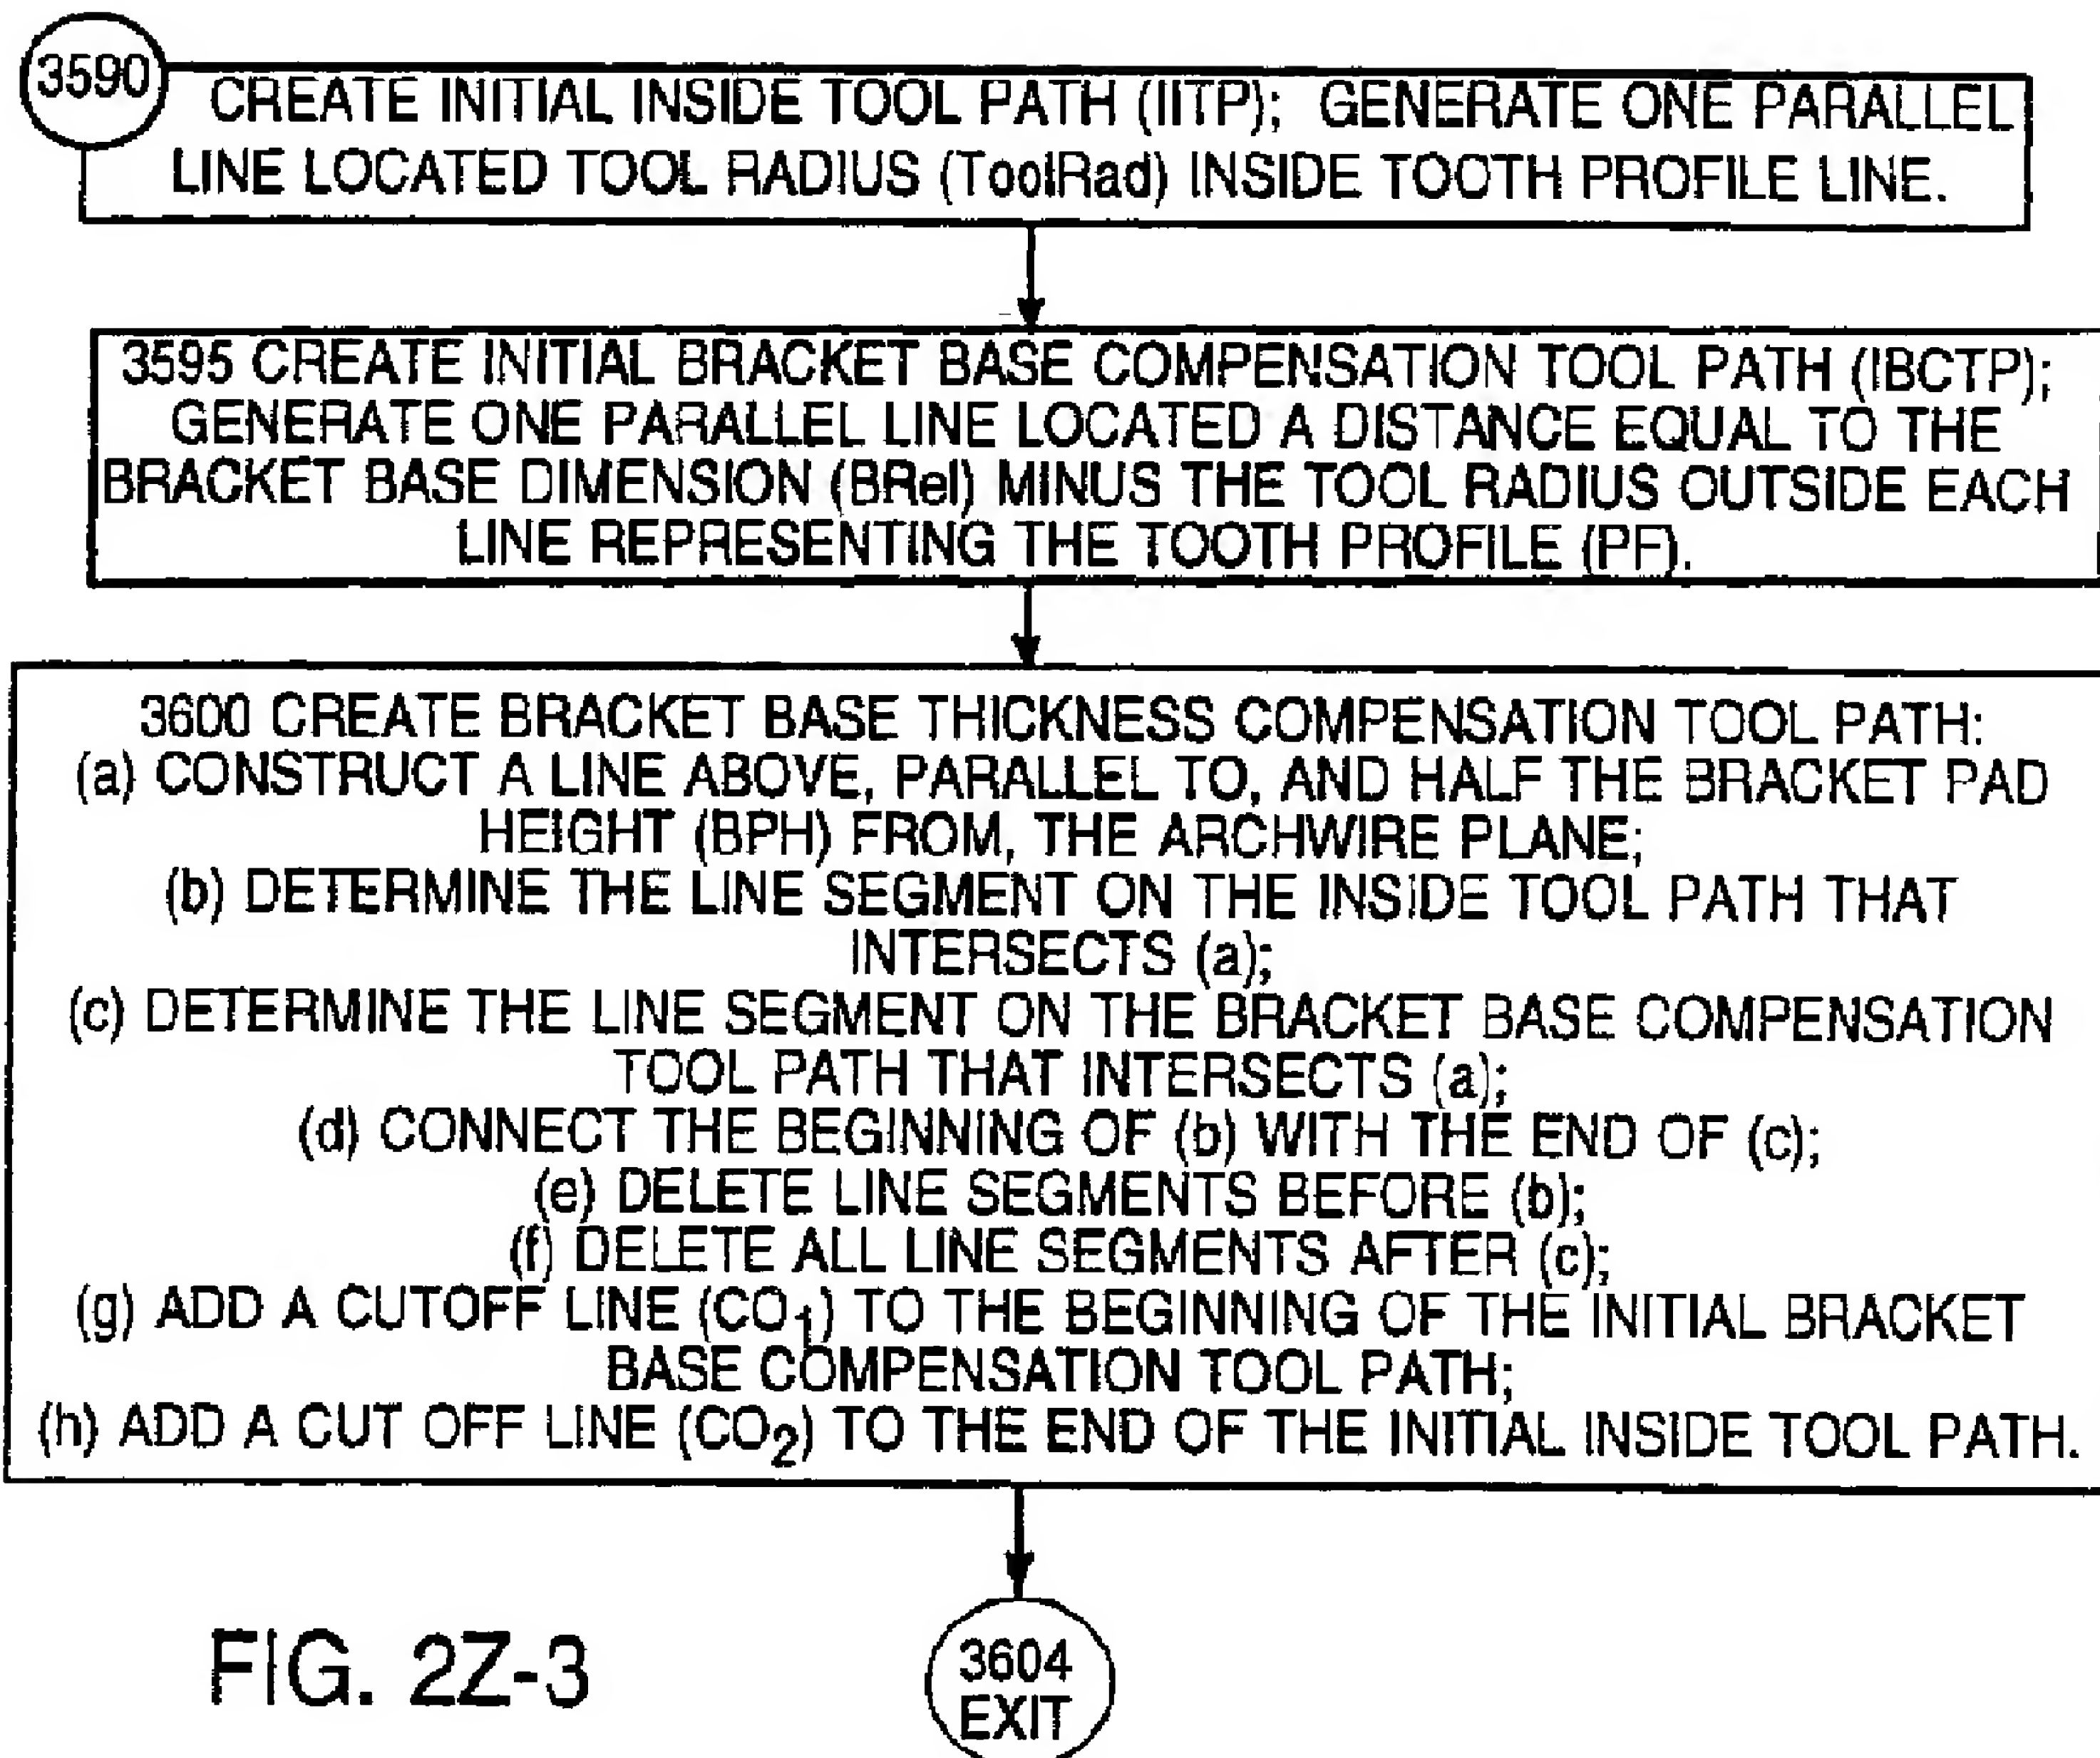 3590
CREATE INITIAL INSIDE TOOL PATH (IITP); GENERATE ONE PARALLEL
LINE LOCATED TOOL RADIUS (ToolRad) INSIDE TOOTH PROFILE LINE.
3595 CREATE INITIAL BRACKET BASE COMPENSATION TOOL PATH (IBCTP);
GENERATE ONE PARALLEL LINE LOCATED A DISTANCE EQUAL TO THE
BRACKET BASE DIMENSION (BRel) MINUS THE TOOL RADIUS OUTSIDE EACH
LINE REPRESENTING THE TOOTH PROFILE (PF).
3600 CREATE BRACKET BASE THICKNESS COMPENSATION TOOL PATH:
(a) CONSTRUCT A LINE ABOVE, PARALLEL TO, AND HALF THE BRACKET PAD
HEIGHT (BPH) FROM, THE ARCHWIRE PLANE;
(b) DETERMINE THE LINE SEGMENT ON THE INSIDE TOOL PATH THAT
INTERSECTS (a);
(c) DETERMINE THE LINE SEGMENT ON THE BRACKET BASE COMPENSATION
TOOL PATH THAT INTERSECTS (a);
(d) CONNECT THE BEGINNING OF (b) WITH THE END OF (c);
(e) DELETE LINE SEGMENTS BEFORE (b);
(f) DELETE ALL LINE SEGMENTS AFTER (c);
(g) ADD A CUTOFF LINE (CO₁) TO THE BEGINNING OF THE INITIAL BRACKET
BASE COMPENSATION TOOL PATH;
(h) ADD A CUT OFF LINE (CO₂) TO THE END OF THE INITIAL INSIDE TOOL PATH.
3604
EXIT
FIG. 2Z-3